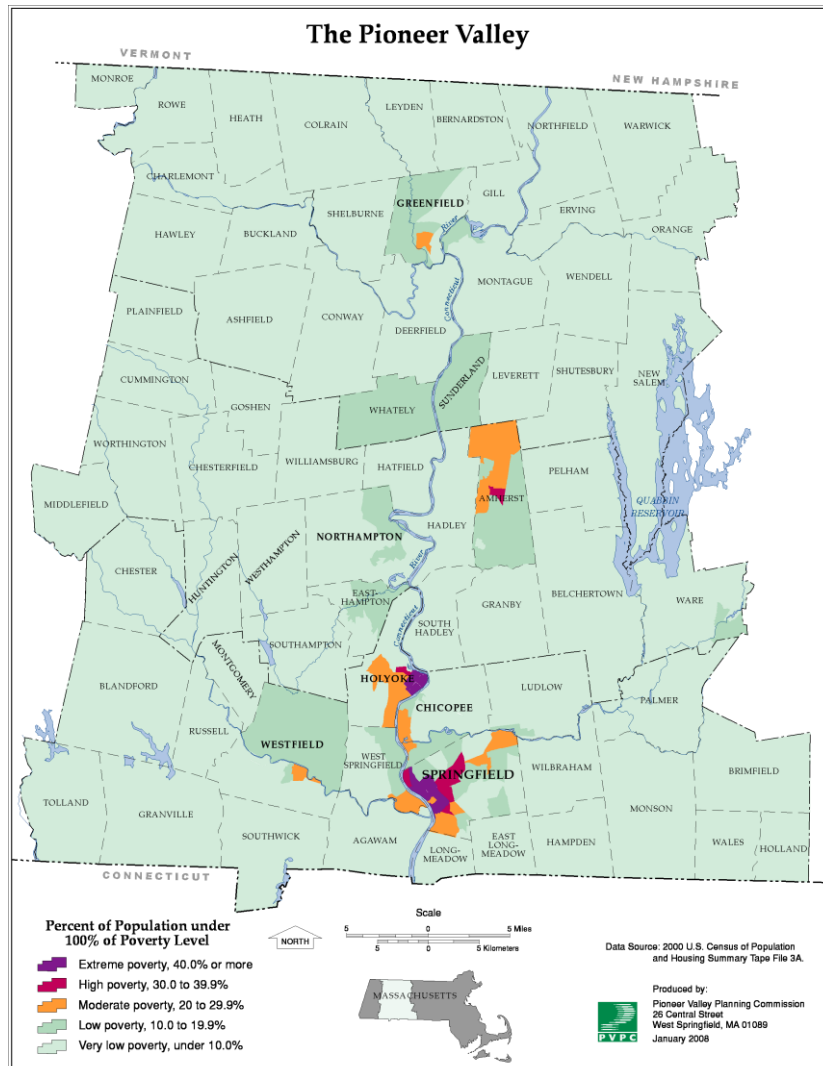 The Pioneer Valley
VERMONT
NEW HAMPSHIRE
MONROE
ROWE
HEATH
COLRAIN
LEYDEN
BERNARDSTON
NORTHFIELD
WARWICK
CHARLEMONT
SHELBURNE
GREENFIELD
GILL
ERVING
ORANGE
HAWLEY
BUCKLAND
River
Connecticut
MONTAGUE
WENDELL
PLAINFIELD
ASHFIELD
CONWAY
DEERFIELD
SUNDERLAND
LEVERETT
SHUTESBURY
NEW
SALEM
CUMMINGTON
GOSHEN
WHATELY
WORTHINGTON
CHESTERFIELD
WILLIAMSBURG
HATFIELD
PELHAM
MIDDLEFIELD
AMHERST
QUABBIN
RESERVOIR
NORTHAMPTON
HADLEY
CHESTER
HUNTINGTON
WESTHAMPTON
River
EAST-
HAMPTON
Connecticut
SOUTH
HADLEY
GRANBY
BELCHERTOWN
WARE
SOUTHAMPTON
MONTGOMERY
BLANDFORD
HOLYOKE
CHICOPEE
LUDLOW
PALMER
RUSSELL
WESTFIELD
WEST
SPRINGFIELD
SPRINGFIELD
WILBRAHAM
BRIMFIELD
TOLLAND
GRANVILLE
SOUTHWICK
AGAWAM
LONG-
MEADOW
EAST
LONG-
MEADOW
HAMPDEN
MONSON
WALES
HOLLAND
CONNECTICUT
Percent of Population under
100% of Poverty Level
Extreme poverty, 40.0% or more
High poverty, 30.0 to 39.9%
Moderate poverty, 20 to 29.9%
Low poverty, 10.0 to 19.9%
Very low poverty, under 10.0%
NORTH
Scale
5 0 5 Miles
5 0 5 Kilometers
MASSACHUSETTS
Data Source: 2000 U.S. Census of Population
and Housing Summary Tape File 3A.
Produced by:
Pioneer Valley Planning Commission
26 Central Street
West Springfield, MA 01089
January 2008
PVPC